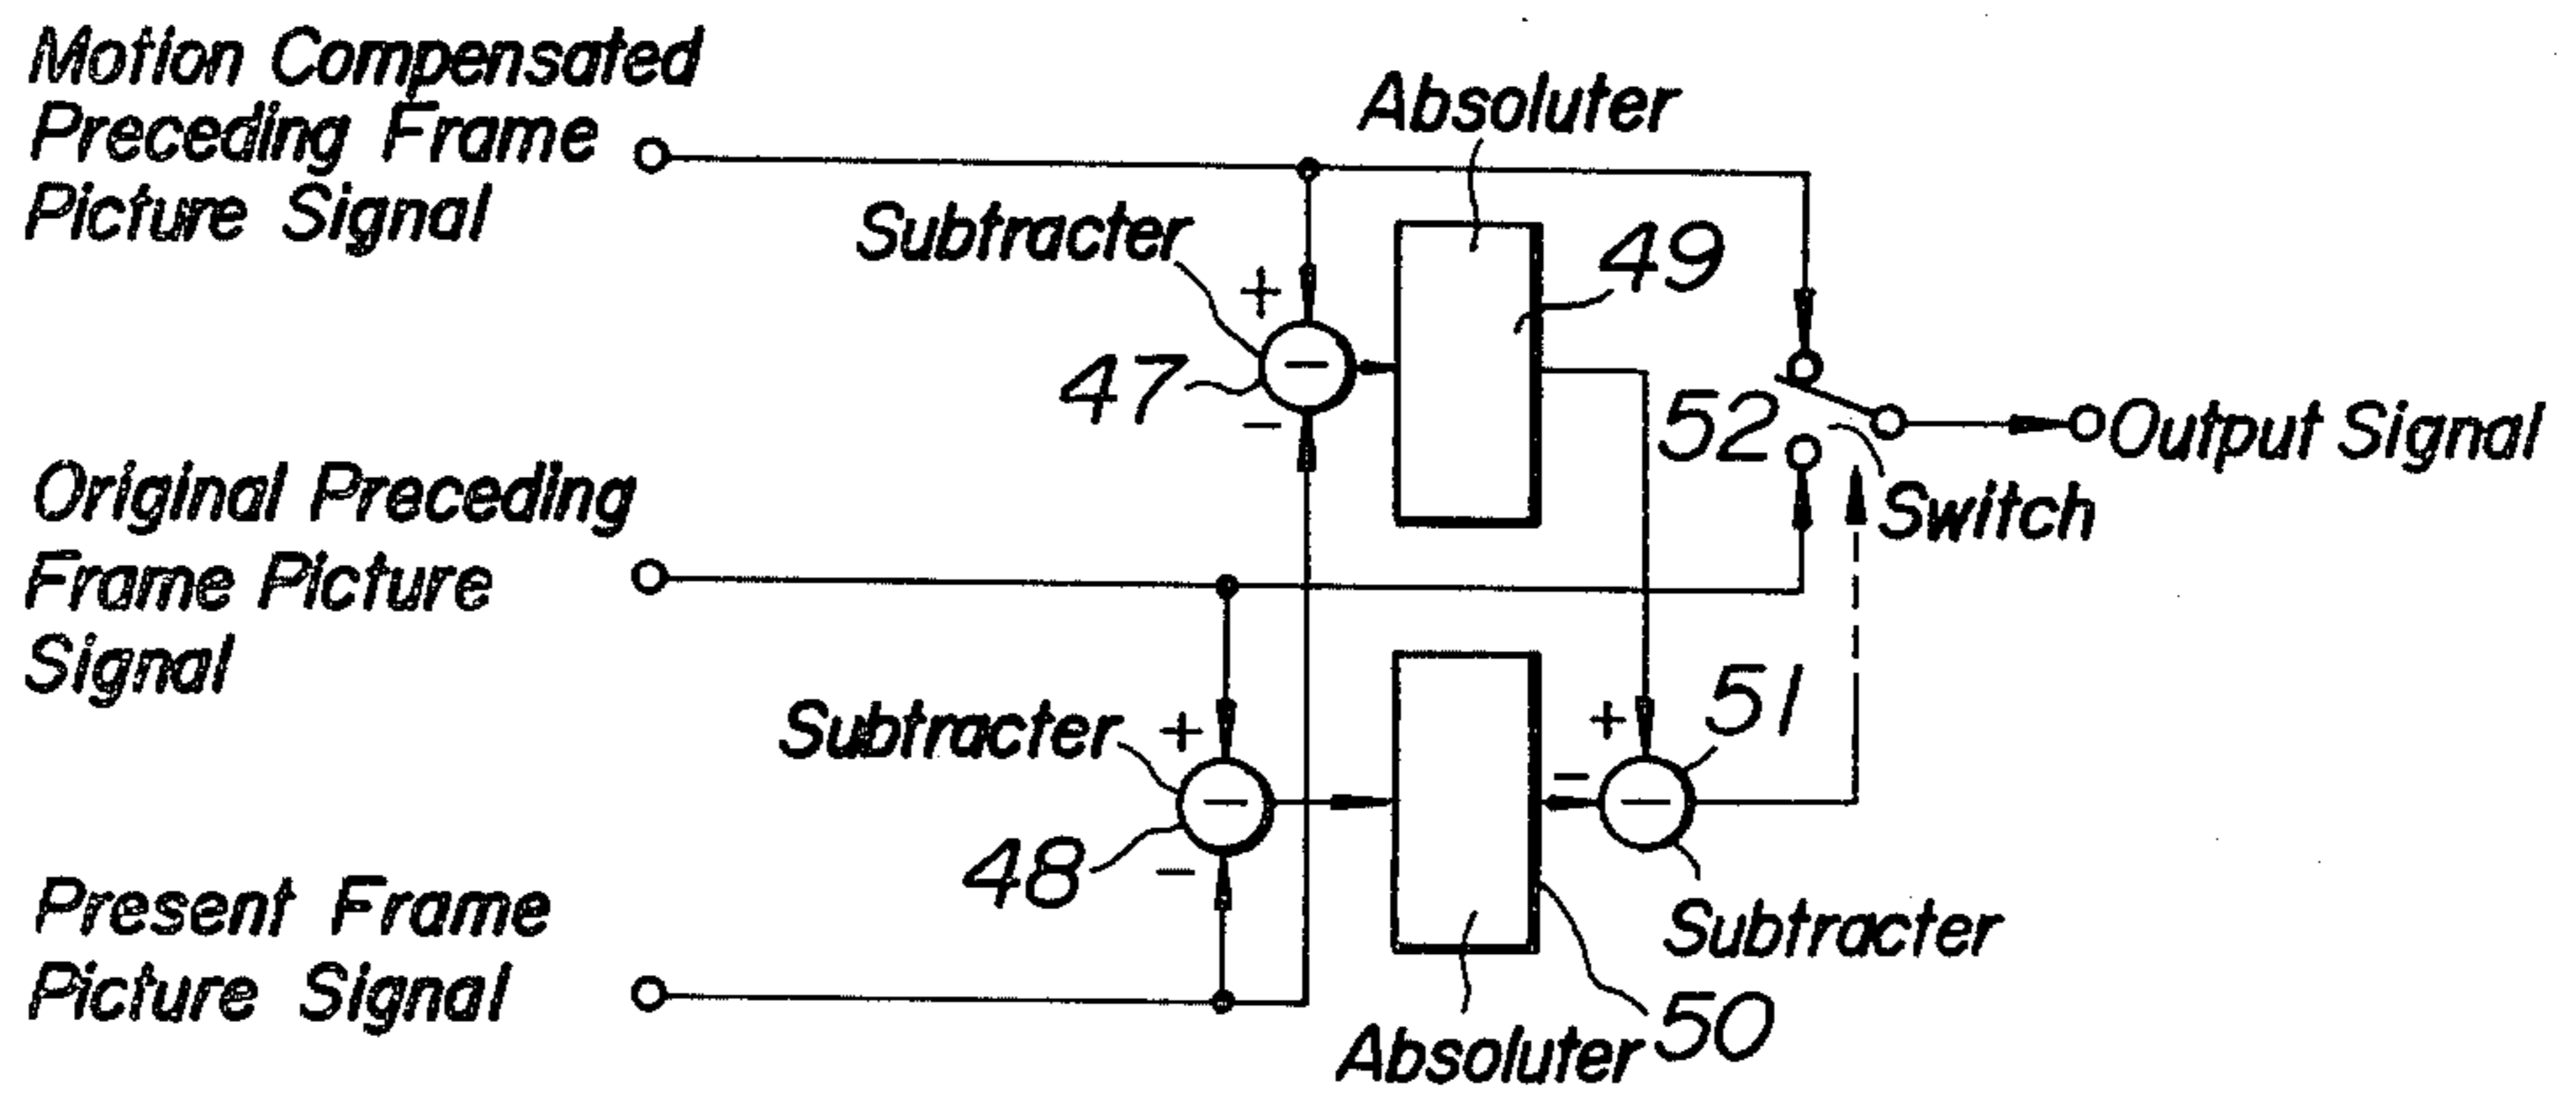 Motion Compensated
Preceding Frame
Picture Signal
Absoluter
Subtracter
+
49
47
−
−
52
Output Signal
Switch
Original Preceding
Frame Picture
Signal
Subtracter
+
48
−
−
+
51
−
−
Subtracter
Present Frame
Picture Signal
Absoluter
50